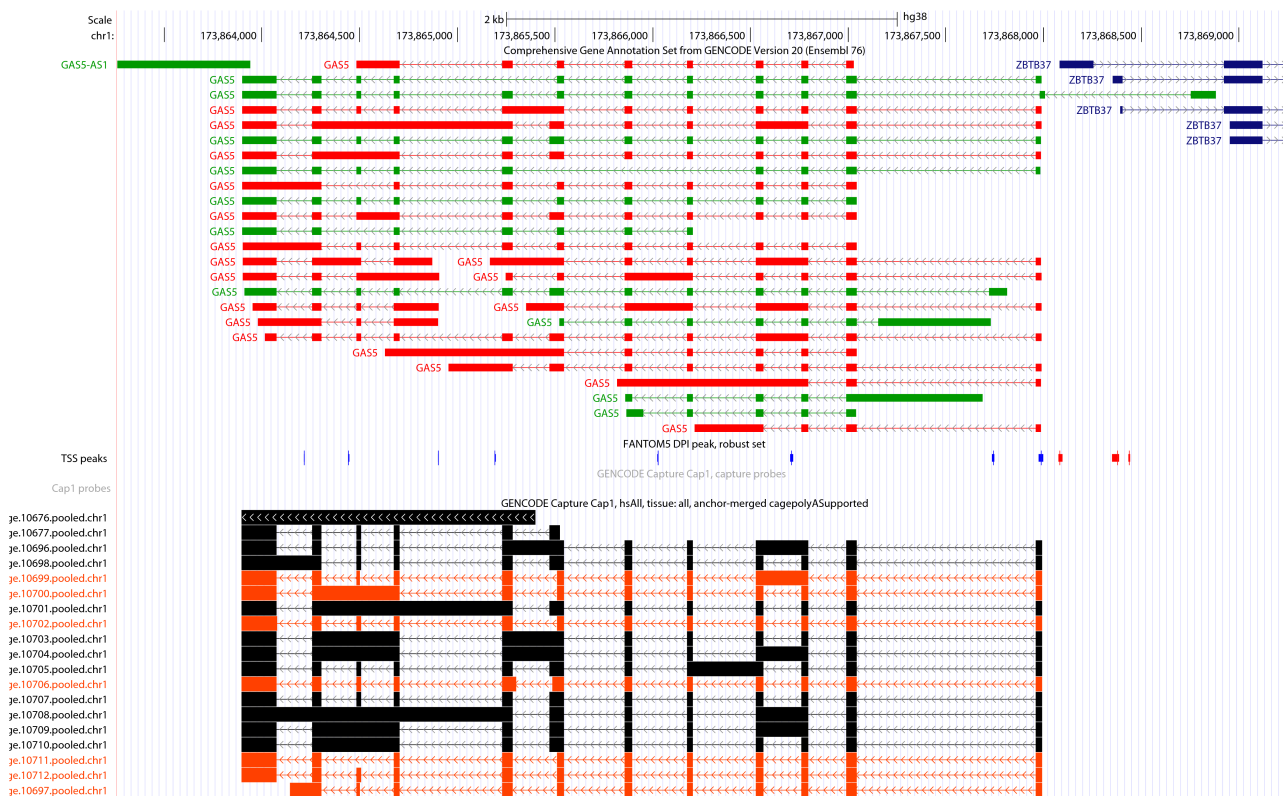 Scale 2 kb hg38
chr1: 173,864,000 173,864,500 173,865,000 173,865,500 173,866,000 173,866,500 173,867,000 173,867,500 173,868,000 173,868,500 173,869,000
Comprehensive Gene Annotation Set from GENCODE Version 20 (Ensembl 76)
GAS5-AS1 GAS5 ZBTB37
GAS5 ZBTB37
GAS5
GAS5 ZBTB37
GAS5 ZBTB37
GAS5 ZBTB37
GAS5
GAS5
GAS5
GAS5
GAS5
GAS5
GAS5
GAS5 GAS5
GAS5 GAS5
GAS5
GAS5 GAS5
GAS5 GAS5
GAS5
GAS5
GAS5
GAS5
GAS5
GAS5
GAS5
FANTOM5 DPI peak, robust set
TSS peaks
GENCODE Capture Cap1, capture probes
Cap1 probes
GENCODE Capture Cap1, hsAll, tissue: all, anchor-merged cagepolyASupported
ge.10676.pooled.chr1
ge.10677.pooled.chr1
ge.10696.pooled.chr1
ge.10698.pooled.chr1
ge.10699.pooled.chr1
ge.10700.pooled.chr1
ge.10701.pooled.chr1
ge.10702.pooled.chr1
ge.10703.pooled.chr1
ge.10704.pooled.chr1
ge.10705.pooled.chr1
ge.10706.pooled.chr1
ge.10707.pooled.chr1
ge.10708.pooled.chr1
ge.10709.pooled.chr1
ge.10710.pooled.chr1
ge.10711.pooled.chr1
ge.10712.pooled.chr1
ge.10697.pooled.chr1